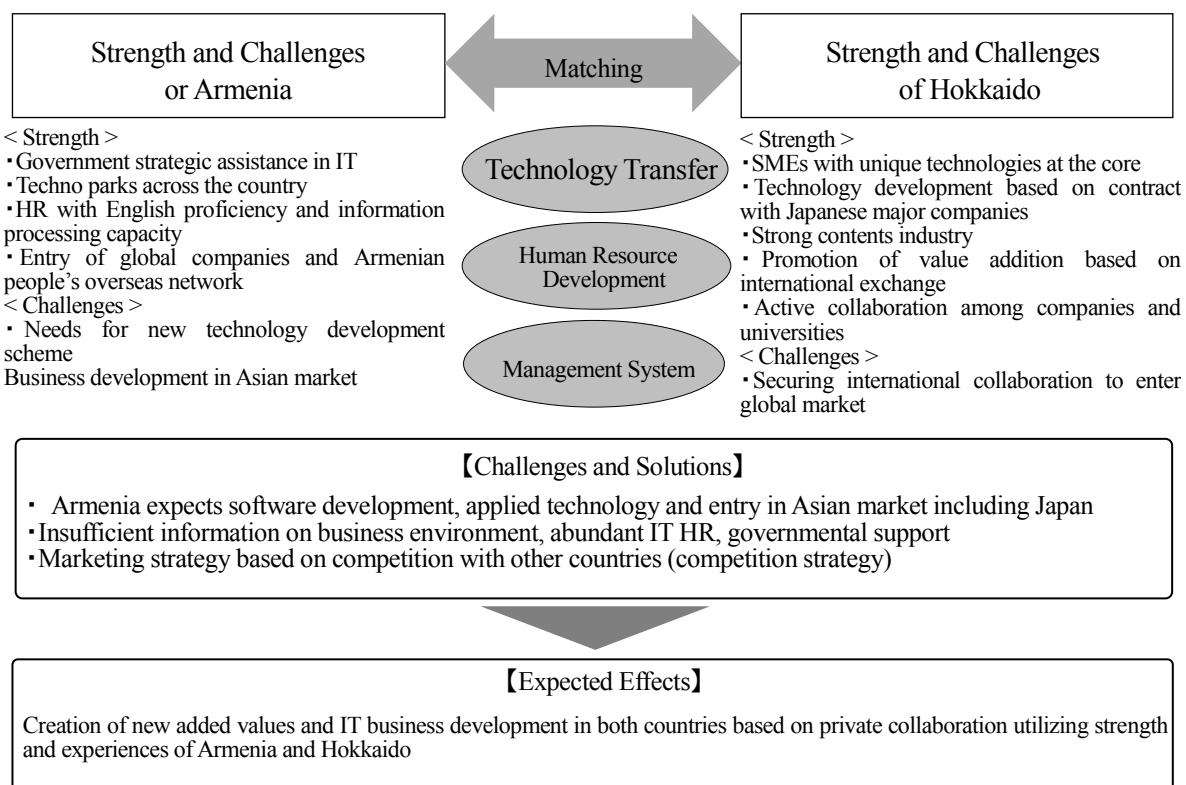 Strength and Challenges
or Armenia
Matching
Strength and Challenges
of Hokkaido
< Strength >
・Government strategic assistance in IT
・Techno parks across the country
・HR with English proficiency and information
processing capacity
・Entry of global companies and Armenian
people's overseas network
< Challenges >
・Needs for new technology development
scheme
Business development in Asian market
Technology Transfer
Human Resource
Development
Management System
< Strength >
・SMEs with unique technologies at the core
・Technology development based on contract
with Japanese major companies
・Strong contents industry
・Promotion of value addition based on
international exchange
・Active collaboration among companies and
universities
< Challenges >
・Securing international collaboration to enter
global market
【Challenges and Solutions】
・ Armenia expects software development, applied technology and entry in Asian market including Japan
・Insufficient information on business environment, abundant IT HR, governmental support
・Marketing strategy based on competition with other countries (competition strategy)
【Expected Effects】
Creation of new added values and IT business development in both countries based on private collaboration utilizing strength
and experiences of Armenia and Hokkaido